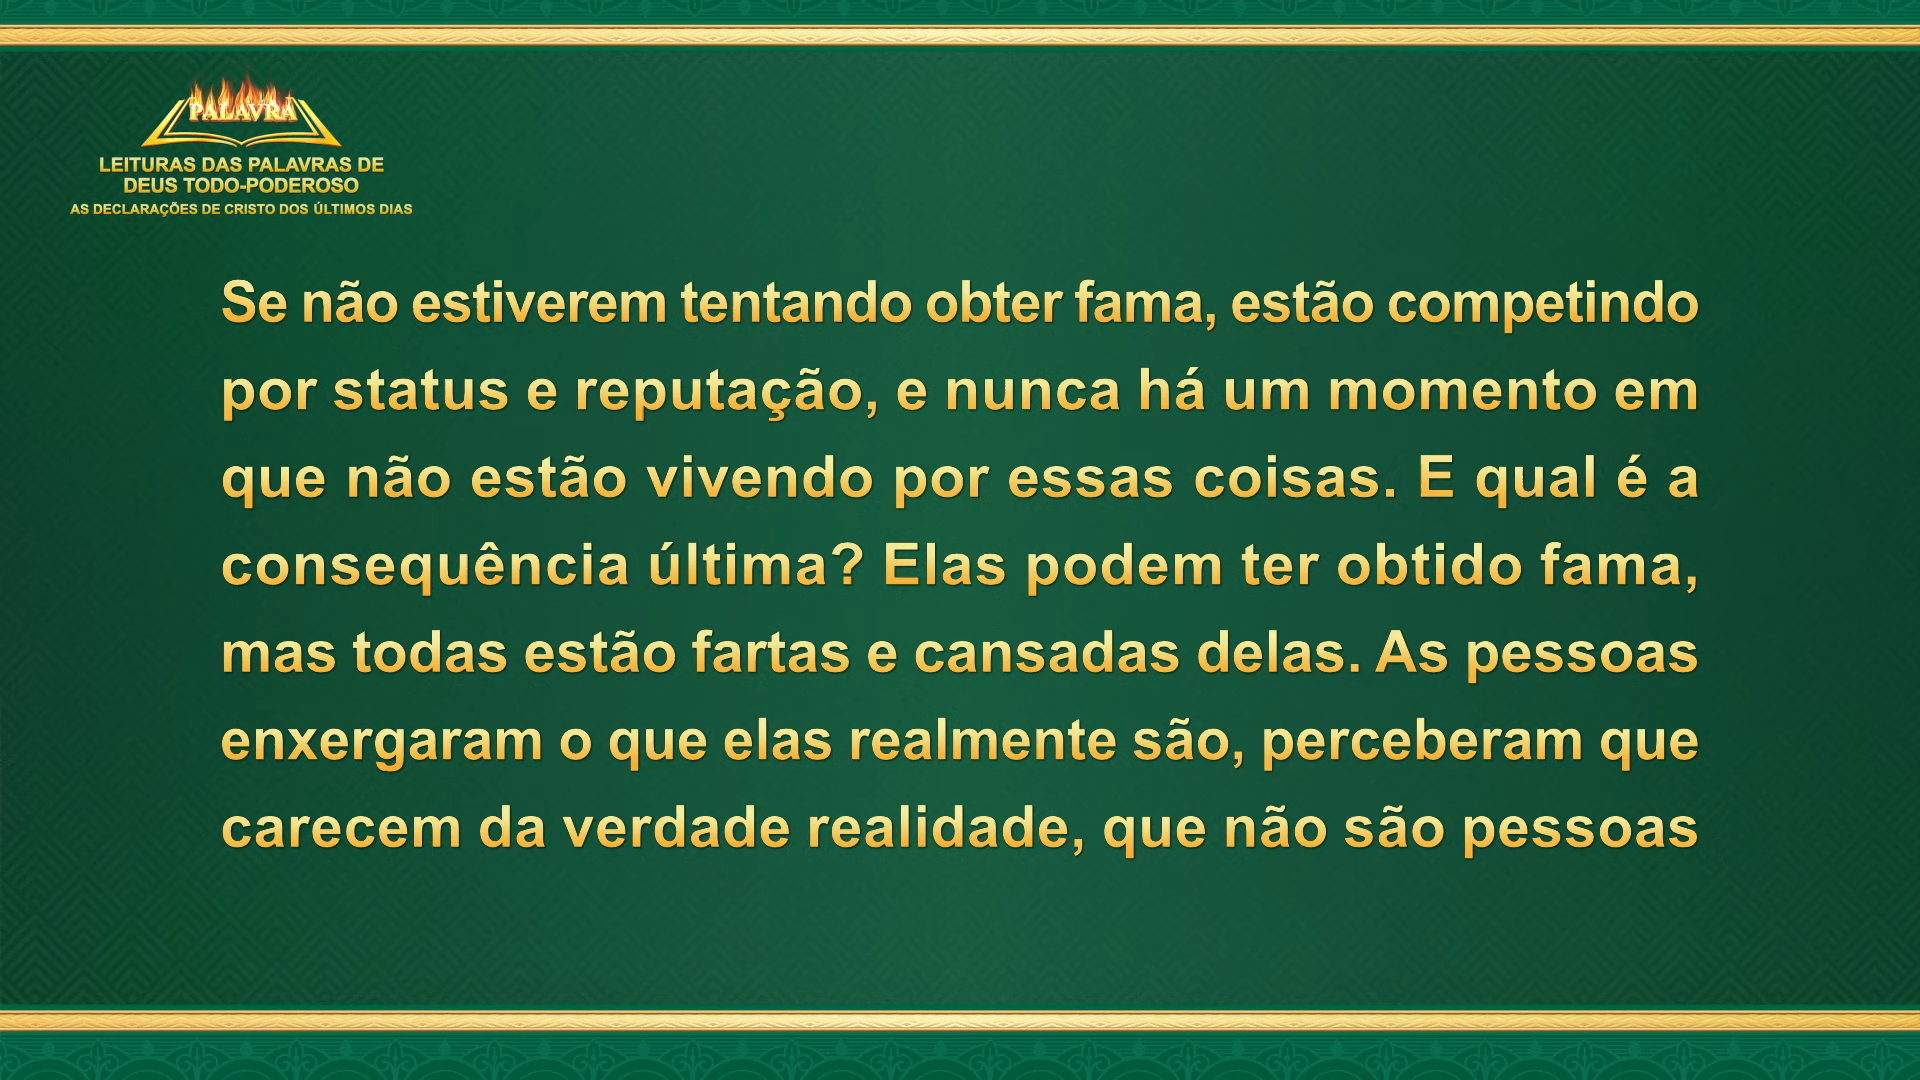 PALAVRA
LEITURAS DAS PALAVRAS DE
DEUS TODO-PODEROSO
AS DECLARAÇÕES DE CRISTO DOS ÚLTIMOS DIAS
Se não estiverem tentando obter fama, estão competindo
por status e reputação, e nunca há um momento em
que não estão vivendo por essas coisas. E qual é a
consequência última? Elas podem ter obtido fama,
mas todas estão fartas e cansadas delas. As pessoas
enxergaram o que elas realmente são, perceberam que
carecem da verdade realidade, que não são pessoas